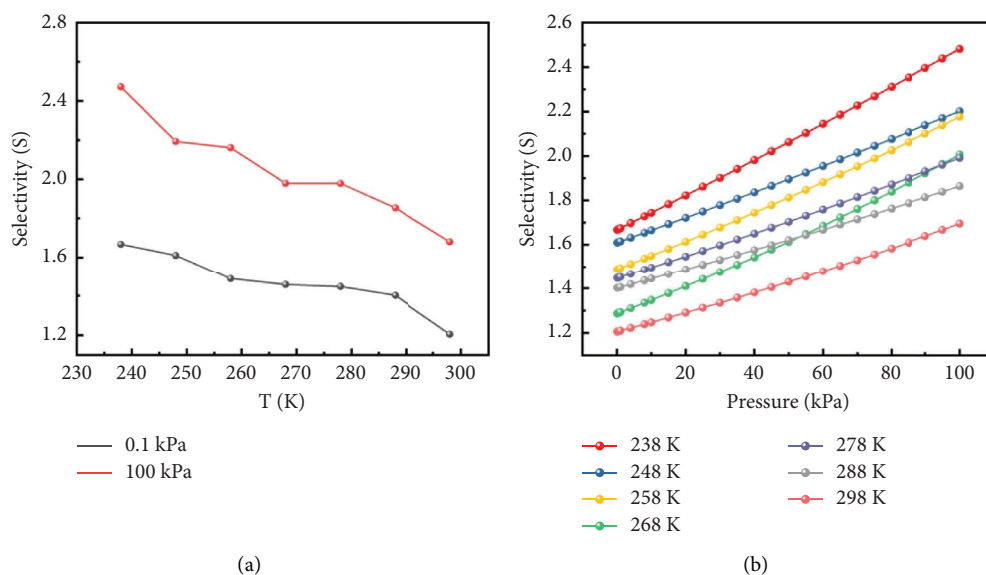 2.8
2.4
2.0
1.6
1.2
Selectivity (S)
230 240 250 260 270 280 290 300
T (K)
0.1 kPa
100 kPa
(a)
2.6
2.4
2.2
2.0
1.8
1.6
1.4
1.2
Selectivity (S)
0 20 40 60 80 100
Pressure (kPa)
238 K
248 K
258 K
268 K
278 K
288 K
298 K
(b)